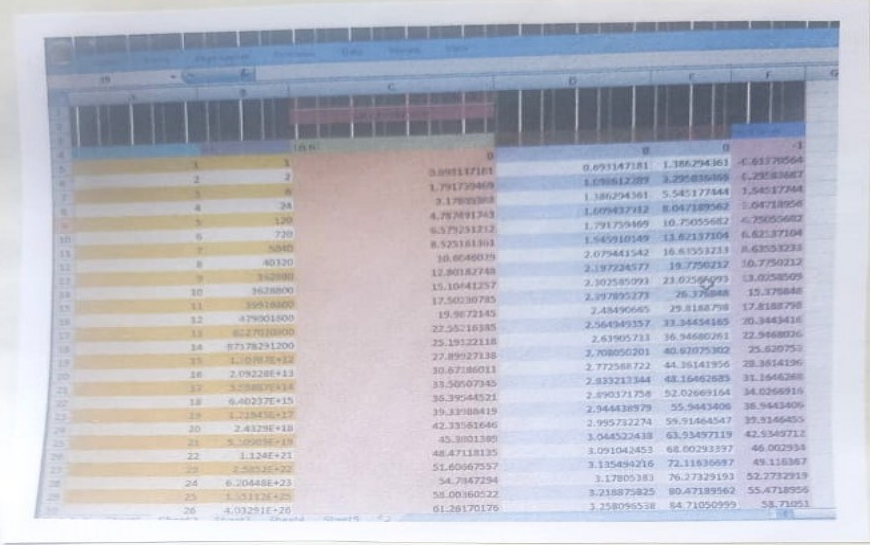 Data Review View
A B C D E F G
1 1 0 0 0 -1
2 2 0.693147181 0.693147181 1.386294361 -0.61370564
3 6 1.791759469 1.098612289 3.295836866 0.29583687
4 24 3.17805383 1.386294361 5.545177444 1.54517744
5 120 4.787491743 1.609437912 8.047189562 3.04718956
6 720 6.579251212 1.791759469 10.75055682 4.75055682
7 5040 8.525161361 1.945910149 13.62137104 6.62137104
8 40320 10.6046029 2.079441542 16.63553233 8.63553233
9 362880 12.80182748 2.197224577 19.7750212 10.7750212
10 3628800 15.10441257 2.302585093 23.02585093 13.0258509
11 39916800 17.50230785 2.397895273 26.376848 15.376848
12 479001600 19.9872145 2.48490665 29.8188798 17.8188798
13 6227020800 22.55216385 2.564949357 33.34434165 20.3443416
14 87178291200 25.19122118 2.63905733 36.94680261 22.9468026
15 1.30767E+12 27.89927138 2.708050201 40.62075302 25.620753
16 2.09228E+13 30.67186011 2.772588722 44.36141956 28.3614196
17 3.55687E+14 33.50507345 2.833213344 48.16462685 31.1646268
18 6.40237E+15 36.39544521 2.890371758 52.02669164 34.0266916
19 1.21645E+17 39.33988419 2.944438979 55.9443406 36.9443406
20 2.4329E+18 42.33561646 2.995732274 59.91464547 39.9146455
21 5.10909E+19 45.3801389 3.044522438 63.93497119 42.9349712
22 1.124E+21 48.47118135 3.091042453 68.00293397 46.002934
23 2.5852E+22 51.60667557 3.135494216 72.11636697 49.116367
24 6.20448E+23 54.7847294 3.17805383 76.27329193 52.2732919
25 1.55112E+25 58.00360522 3.218875825 80.47189562 55.4718956
26 4.03291E+26 61.26170176 3.258096538 84.71050999 58.71051